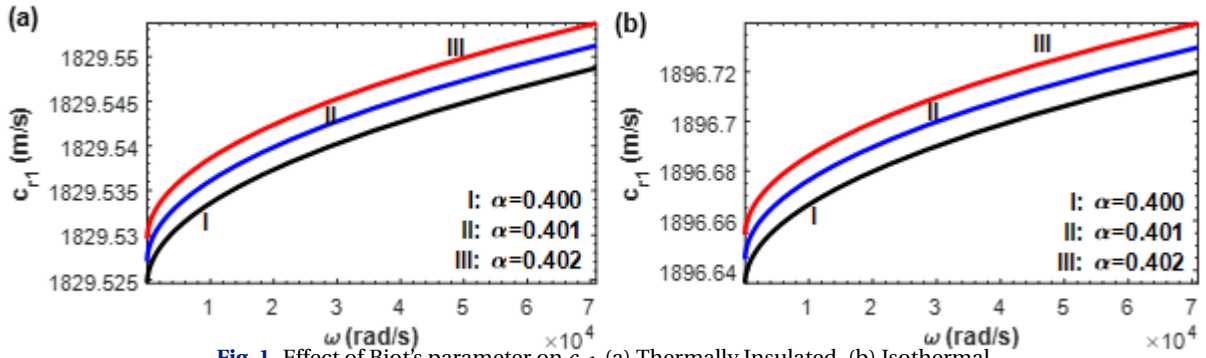 (a)
c_r1 (m/s)
1829.55
1829.545
1829.54
1829.535
1829.53
1829.525
III
II
I
I: α=0.400
II: α=0.401
III: α=0.402
1 2 3 4 5 6 7
ω (rad/s)
×10^4
(b)
c_r1 (m/s)
1896.72
1896.7
1896.68
1896.66
1896.64
III
II
I
I: α=0.400
II: α=0.401
III: α=0.402
1 2 3 4 5 6 7
ω (rad/s)
×10^4
Fig. 1 Effect of Biot's parameter on c_r1 (a) Thermally Insulated, (b) Isothermal